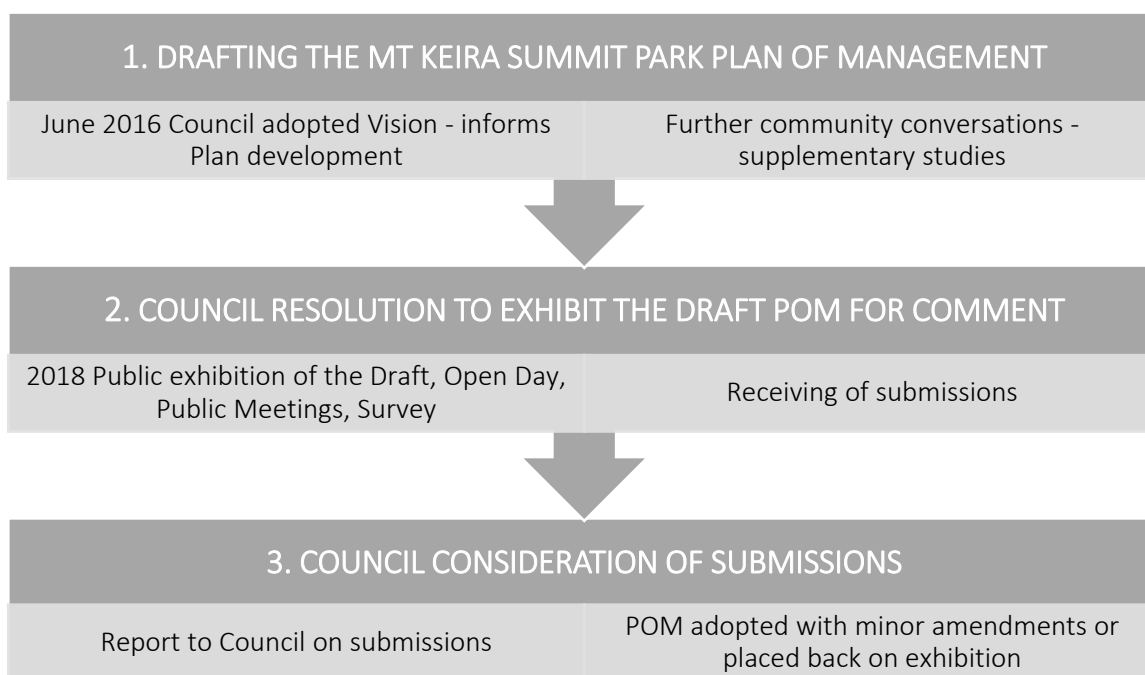 1. DRAFTING THE MT KEIRA SUMMIT PARK PLAN OF MANAGEMENT
June 2016 Council adopted Vision - informs
Plan development
Further community conversations -
supplementary studies
2. COUNCIL RESOLUTION TO EXHIBIT THE DRAFT POM FOR COMMENT
2018 Public exhibition of the Draft, Open Day,
Public Meetings, Survey
Receiving of submissions
3. COUNCIL CONSIDERATION OF SUBMISSIONS
Report to Council on submissions
POM adopted with minor amendments or
placed back on exhibition